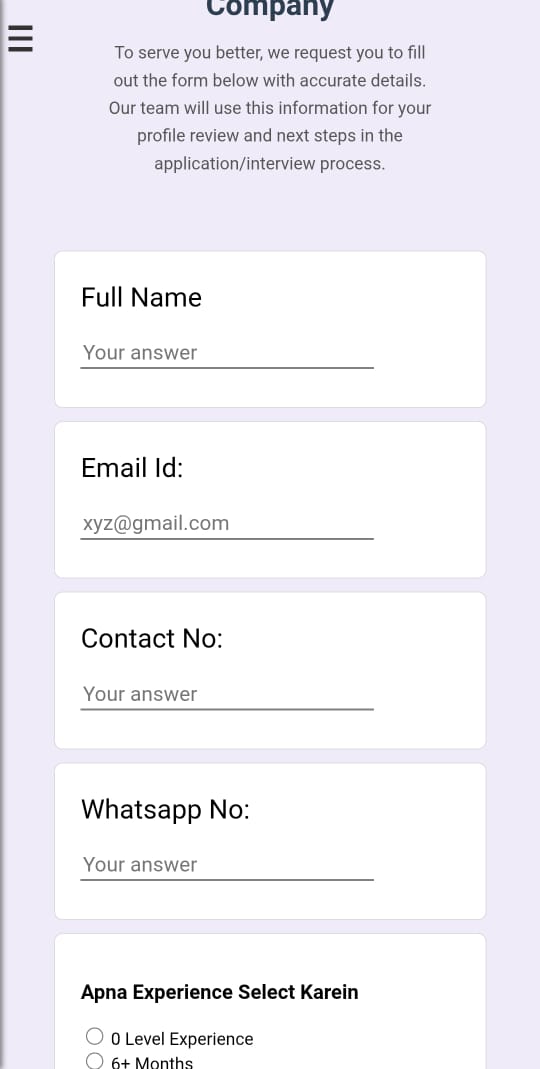 Company
To serve you better, we request you to fill
out the form below with accurate details.
Our team will use this information for your
profile review and next steps in the
application/interview process.
Full Name
Your answer
Email Id:
xyz@gmail.com
Contact No:
Your answer
Whatsapp No:
Your answer
Apna Experience Select Karein
0 Level Experience
6+ Months